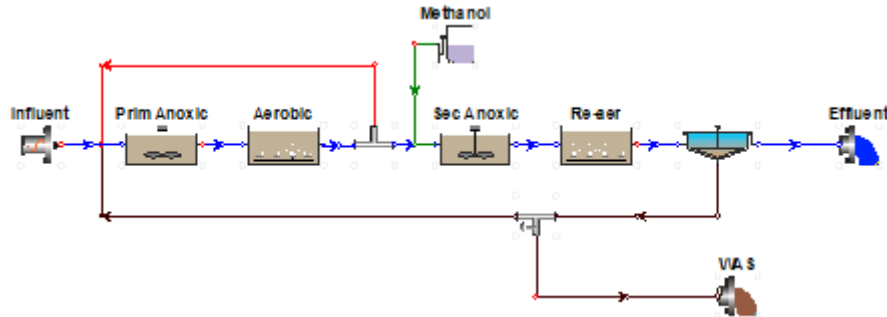 Methanol
Influent
Prim Anoxic
Aerobic
Sec Anoxic
Re-aer
Effluent
WAS